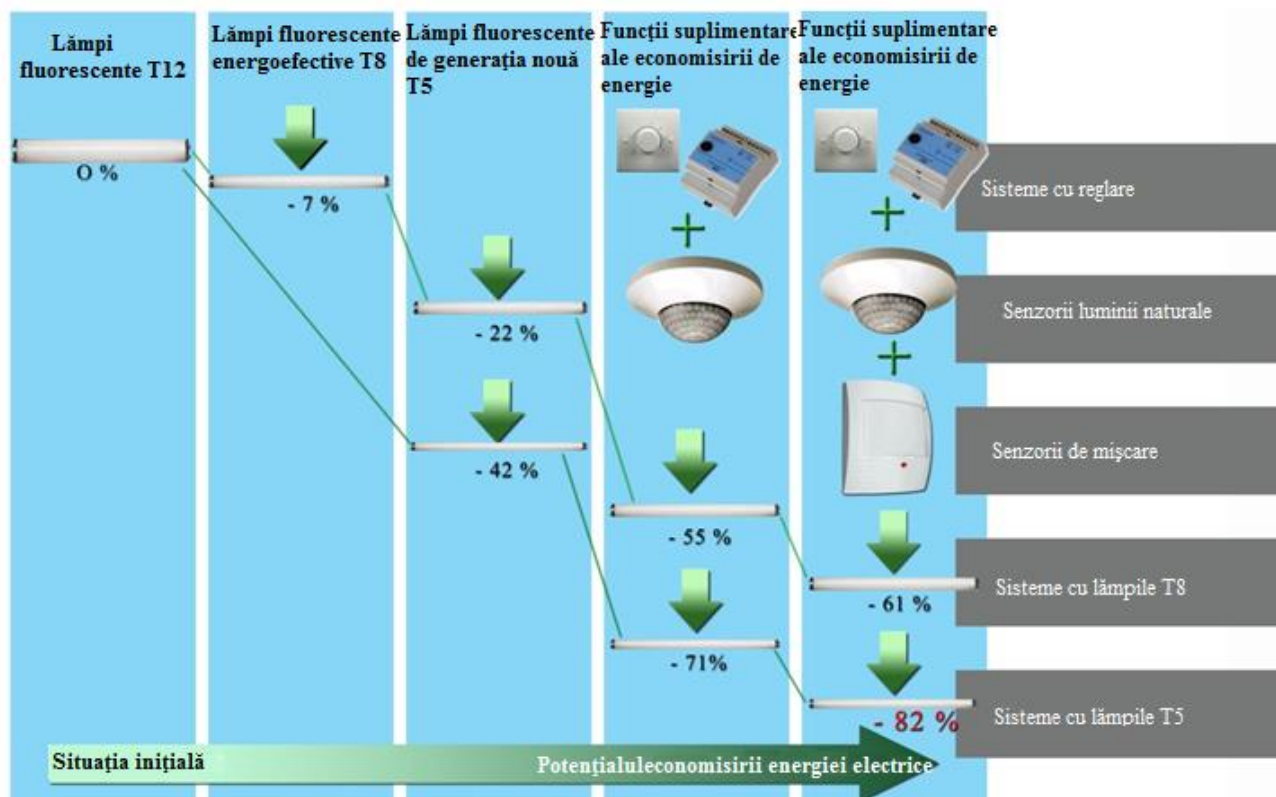 Lămpi
fluorescente T12
Lămpi fluorescente
energoefective T8
Lămpi fluorescente
de generația nouă
T5
Funcții suplimentare
ale economisirii de
energie
Funcții suplimentare
ale economisirii de
energie
O %
- 7 %
- 22 %
- 42 %
- 55 %
- 71%
- 61 %
- 82 %
Sisteme cu reglare
Senzorii luminii naturale
Senzorii de mișcare
Sisteme cu lămpile T8
Sisteme cu lămpile T5
Situația inițială
Potențialuleconomisirii energiei electrice